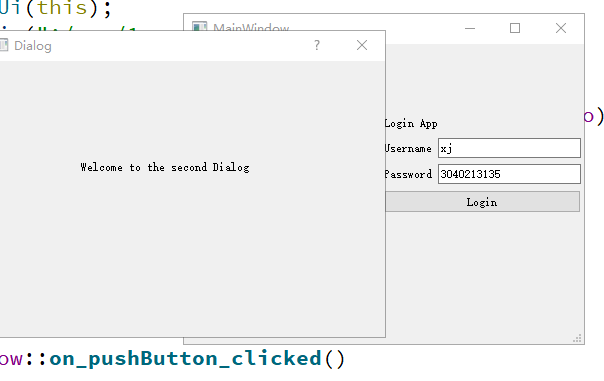 Ui(this);
Dialog
?
MainWindow
o)
Login App
Username xj
Welcome to the second Dialog
Password 3040213135
Login
ow::on_pushButton_clicked()